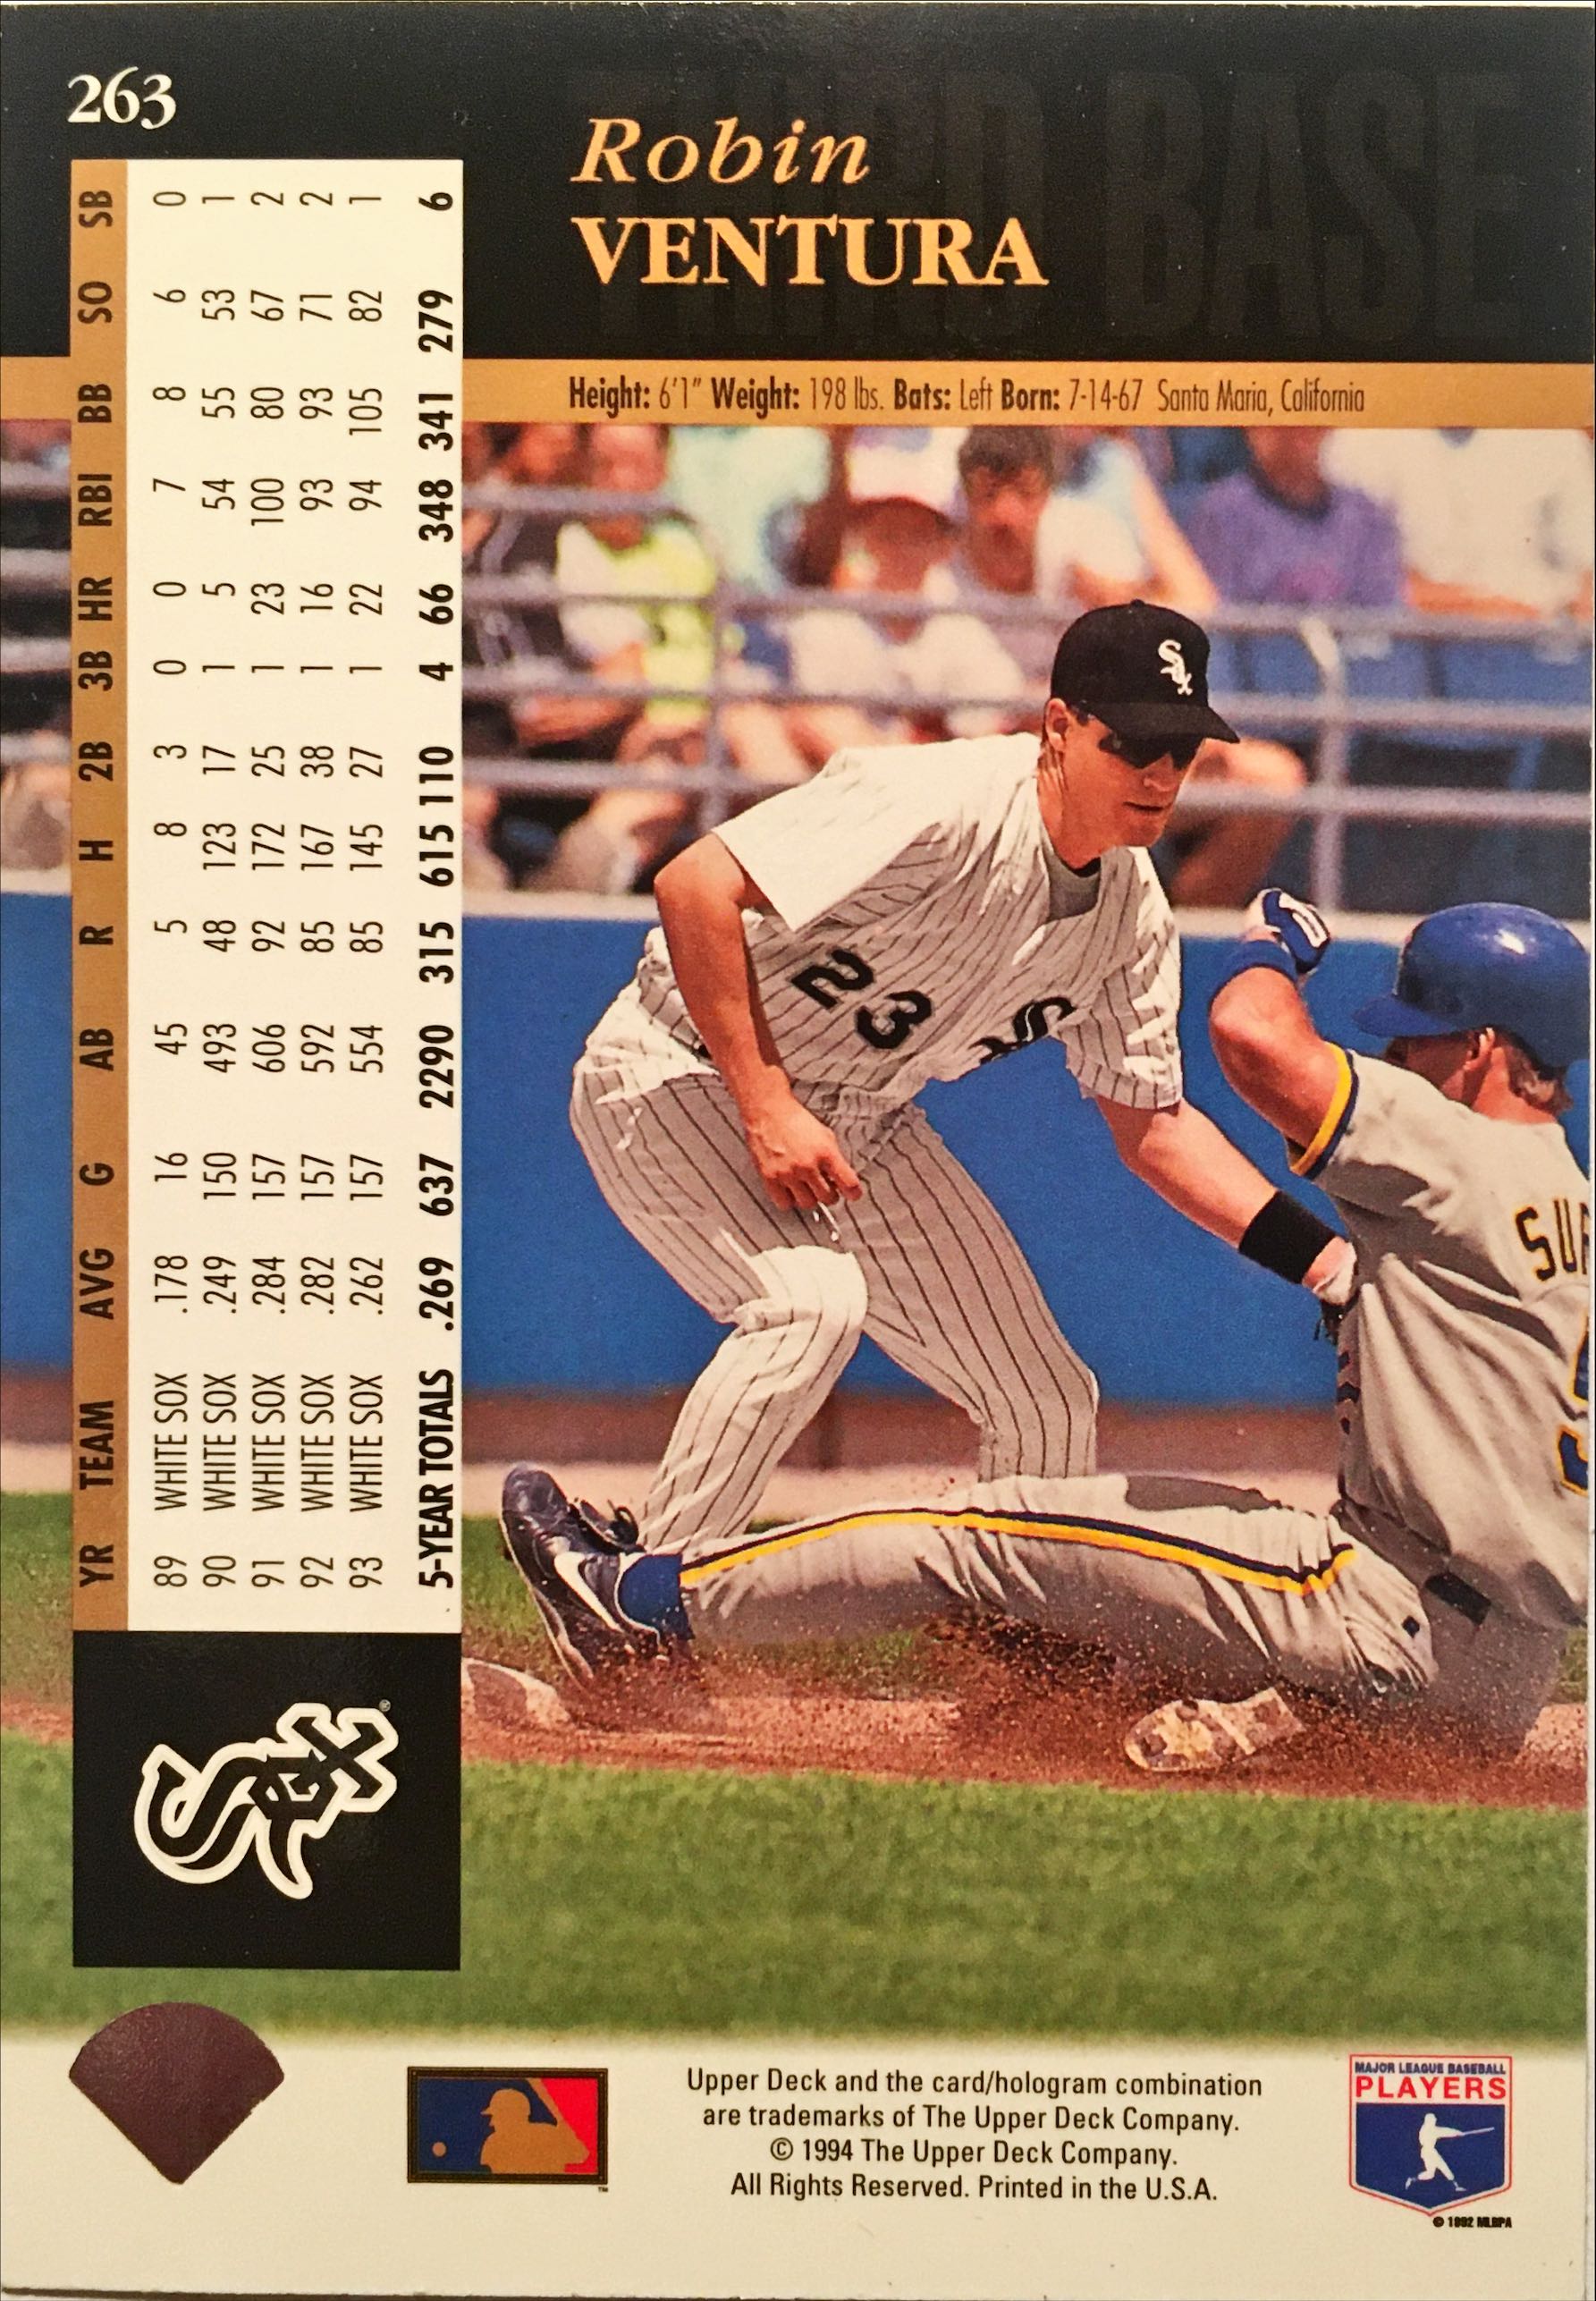 263
THIRD BASE
Robin
VENTURA
Height: 6'1" Weight: 198 lbs. Bats: Left Born: 7-14-67 Santa Maria, California
YR TEAM AVG G AB R H 2B 3B HR RBI BB SO SB
89 WHITE SOX .178 16 45 5 8 3 0 0 7 8 6 0
90 WHITE SOX .249 150 493 48 123 17 1 5 54 55 53 1
91 WHITE SOX .284 157 606 92 172 25 1 23 100 80 67 2
92 WHITE SOX .282 157 592 85 167 38 1 16 93 93 71 2
93 WHITE SOX .262 157 554 85 145 27 1 22 94 105 82 1
5-YEAR TOTALS .269 637 2290 315 615 110 4 66 348 341 279 6
Sox
23
Sox
®
™
Upper Deck and the card/hologram combination
are trademarks of The Upper Deck Company.
© 1994 The Upper Deck Company.
All Rights Reserved. Printed in the U.S.A.
MAJOR LEAGUE BASEBALL
PLAYERS
© 1992 MLBPA